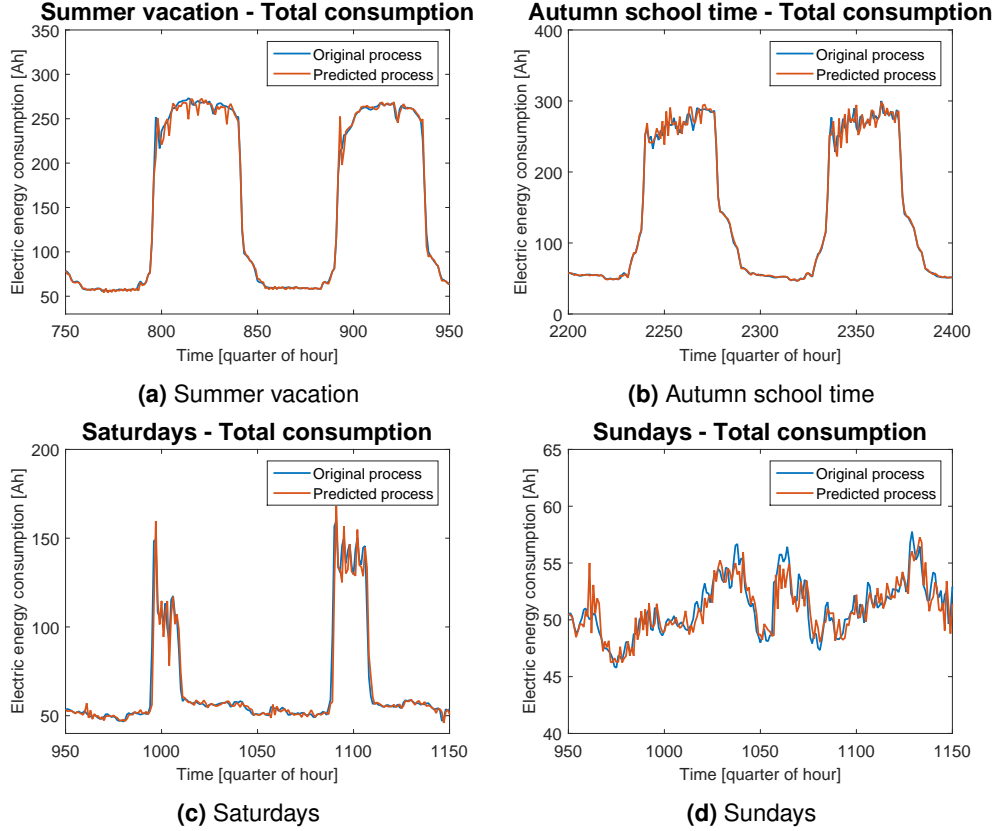 Summer vacation - Total consumption
Electric energy consumption [Ah]
350
300
250
200
150
100
50
Original process
Predicted process
750
800
850
900
950
Time [quarter of hour]
(a) Summer vacation
Autumn school time - Total consumption
Electric energy consumption [Ah]
400
300
200
100
0
Original process
Predicted process
2200
2250
2300
2350
2400
Time [quarter of hour]
(b) Autumn school time
Saturdays - Total consumption
Electric energy consumption [Ah]
200
150
100
50
Original process
Predicted process
950
1000
1050
1100
1150
Time [quarter of hour]
(c) Saturdays
Sundays - Total consumption
Electric energy consumption [Ah]
65
60
55
50
45
40
Original process
Predicted process
950
1000
1050
1100
1150
Time [quarter of hour]
(d) Sundays